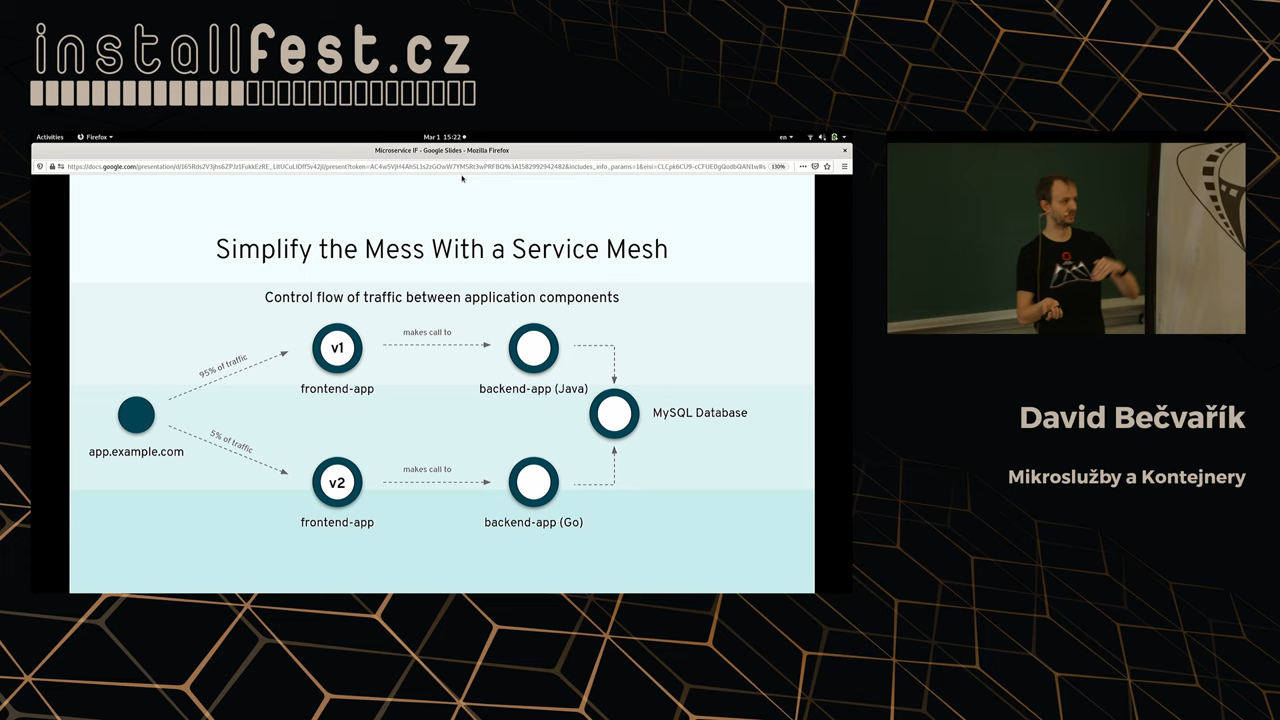 installfest.cz
Activities
Firefox
Mar 1 15:22
en
Microservice IF - Google Slides - Mozilla Firefox
130%
Simplify the Mess With a Service Mesh
Control flow of traffic between application components
95% of traffic
5% of traffic
app.example.com
v1
frontend-app
makes call to
backend-app (Java)
MySQL Database
v2
frontend-app
makes call to
backend-app (Go)
David Bečvařík
Mikroslužby a Kontejnery